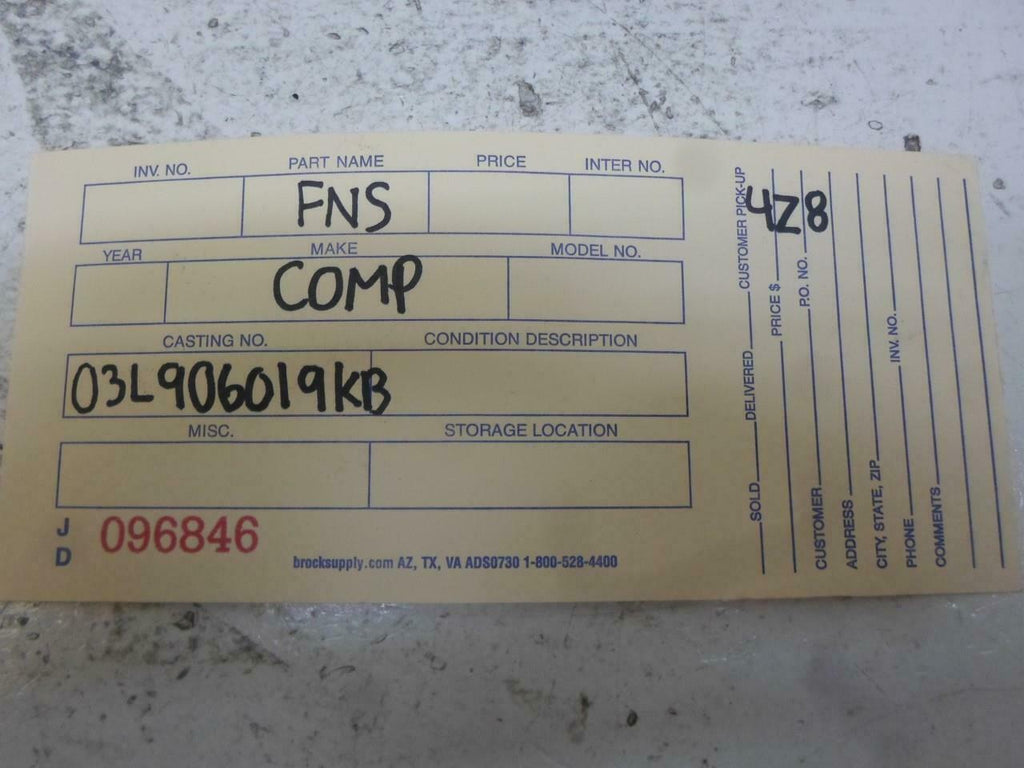 INV. NO. PART NAME PRICE INTER NO.
FNS
YEAR MAKE MODEL NO.
COMP
CASTING NO. CONDITION DESCRIPTION
03L906019KB
MISC. STORAGE LOCATION
J D 096846
brocksupply.com AZ, TX, VA ADS0730 1-800-528-4400
4Z8
SOLD DELIVERED CUSTOMER PICK-UP
PRICE $
CUSTOMER P.O. NO.
ADDRESS
CITY, STATE, ZIP INV. NO.
PHONE
COMMENTS